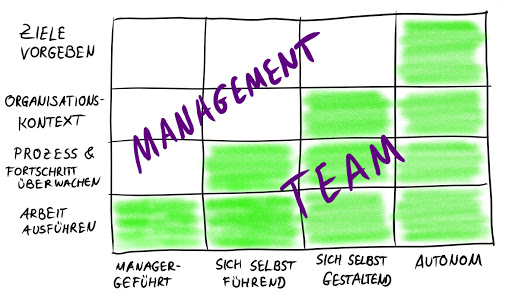 ZIELE
VORGEBEN
ORGANISATIONS-
KONTEXT
PROZESS &
FORTSCHRITT
ÜBERWACHEN
ARBEIT
AUSFÜHREN
MANAGEMENT
TEAM
MANAGER-
GEFÜHRT
SICH SELBST
FÜHREND
SICH SELBST
GESTALTEND
AUTONOM